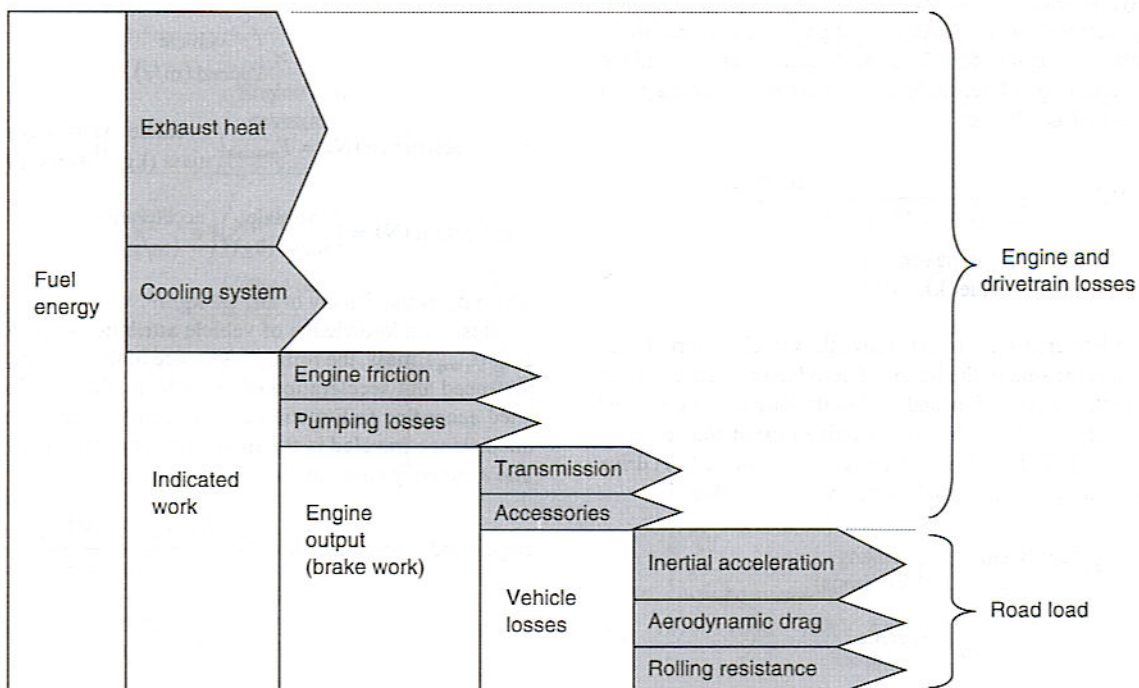 Exhaust heat
Fuel
energy
Cooling system
Engine and
drivetrain losses
Engine friction
Pumping losses
Indicated
work
Transmission
Accessories
Engine
output
(brake work)
Inertial acceleration
Vehicle
losses
Aerodynamic drag
Rolling resistance
Road load